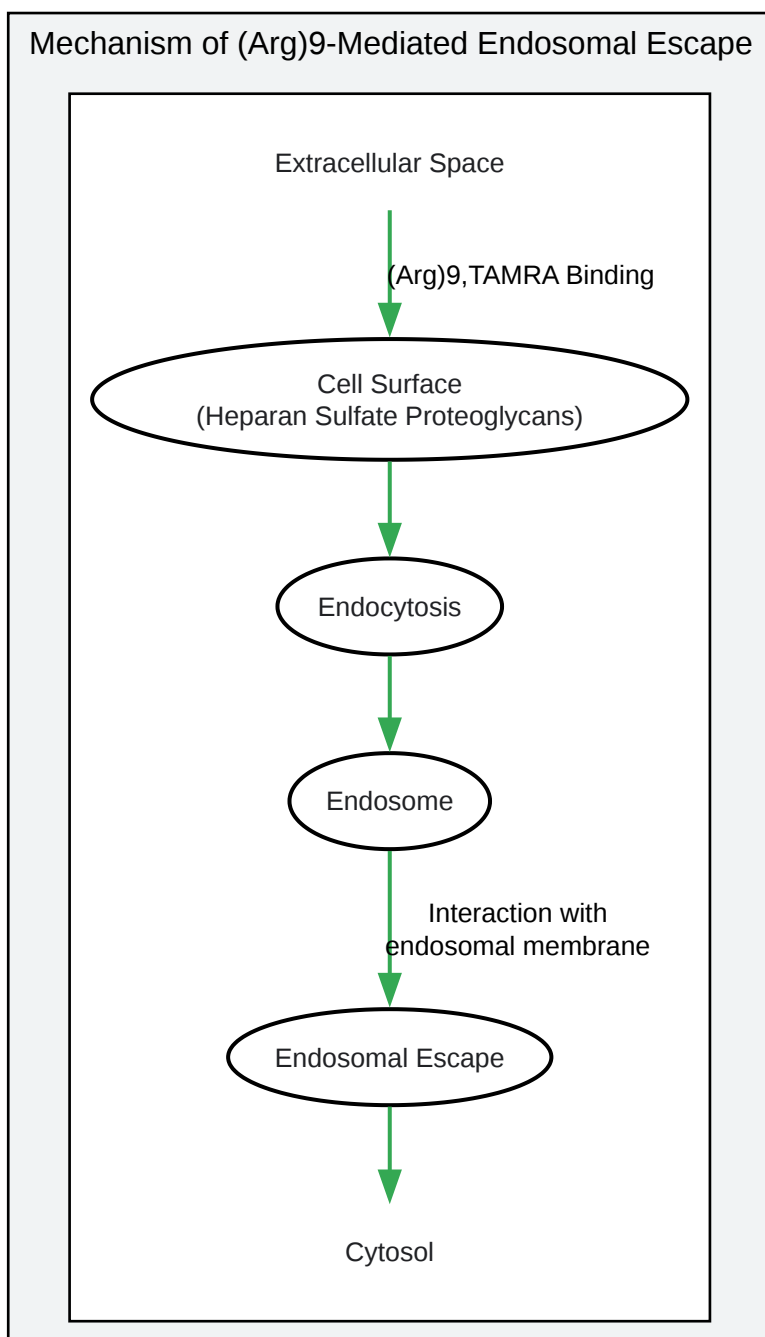 Mechanism of (Arg)9-Mediated Endosomal Escape
Extracellular Space
(Arg)9,TAMRA Binding
Cell Surface
(Heparan Sulfate Proteoglycans)
Endocytosis
Endosome
Interaction with
endosomal membrane
Endosomal Escape
Cytosol